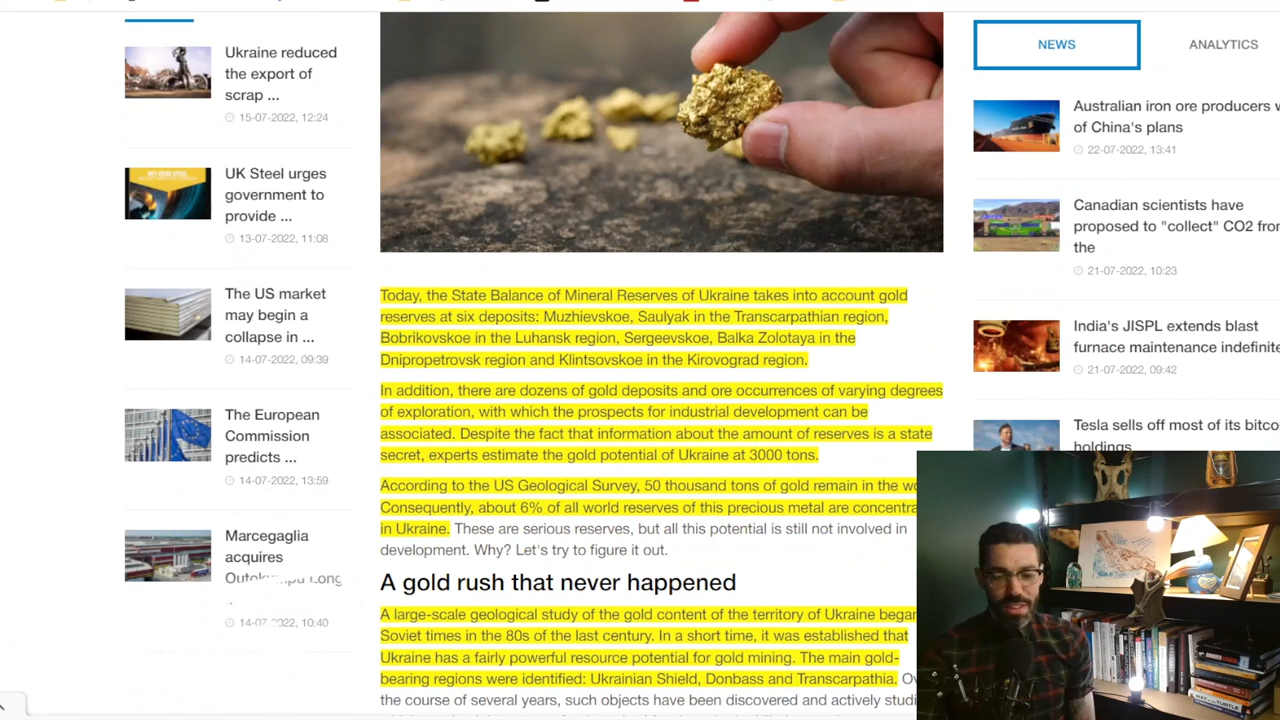 Ukraine reduced
the export of
scrap ...
15-07-2022, 12:24
UK Steel urges
government to
provide ...
13-07-2022, 11:08
The US market
may begin a
collapse in ...
14-07-2022, 09:39
The European
Commission
predicts ...
14-07-2022, 13:59
Marcegaglia
acquires
Outokumpu Long
14-07-2022, 10:40
Today, the State Balance of Mineral Reserves of Ukraine takes into account gold
reserves at six deposits: Muzhievskoe, Saulyak in the Transcarpathian region,
Bobrikovskoe in the Luhansk region, Sergeevskoe, Balka Zolotaya in the
Dnipropetrovsk region and Klintsovskoe in the Kirovograd region.
In addition, there are dozens of gold deposits and ore occurrences of varying degrees
of exploration, with which the prospects for industrial development can be
associated. Despite the fact that information about the amount of reserves is a state
secret, experts estimate the gold potential of Ukraine at 3000 tons.
According to the US Geological Survey, 50 thousand tons of gold remain in the
Consequently, about 6% of all world reserves of this precious metal are
in Ukraine. These are serious reserves, but all this potential is still not involved in
development. Why? Let's try to figure it out.
A gold rush that never happened
A large-scale geological study of the gold content of the territory of Ukraine began
Soviet times in the 80s of the last century. In a short time, it was established that
Ukraine has a fairly powerful resource potential for gold mining. The main gold-
bearing regions were identified: Ukrainian Shield, Donbass and Transcarpathia.
the course of several years, such objects have been discovered and actively
NEWS
ANALYTICS
Australian iron ore producers
of China's plans
22-07-2022, 13:41
Canadian scientists have
proposed to "collect" CO2
the
21-07-2022, 10:23
India's JISPL extends blast
furnace maintenance
21-07-2022, 09:42
Tesla sells off most of its
holdings